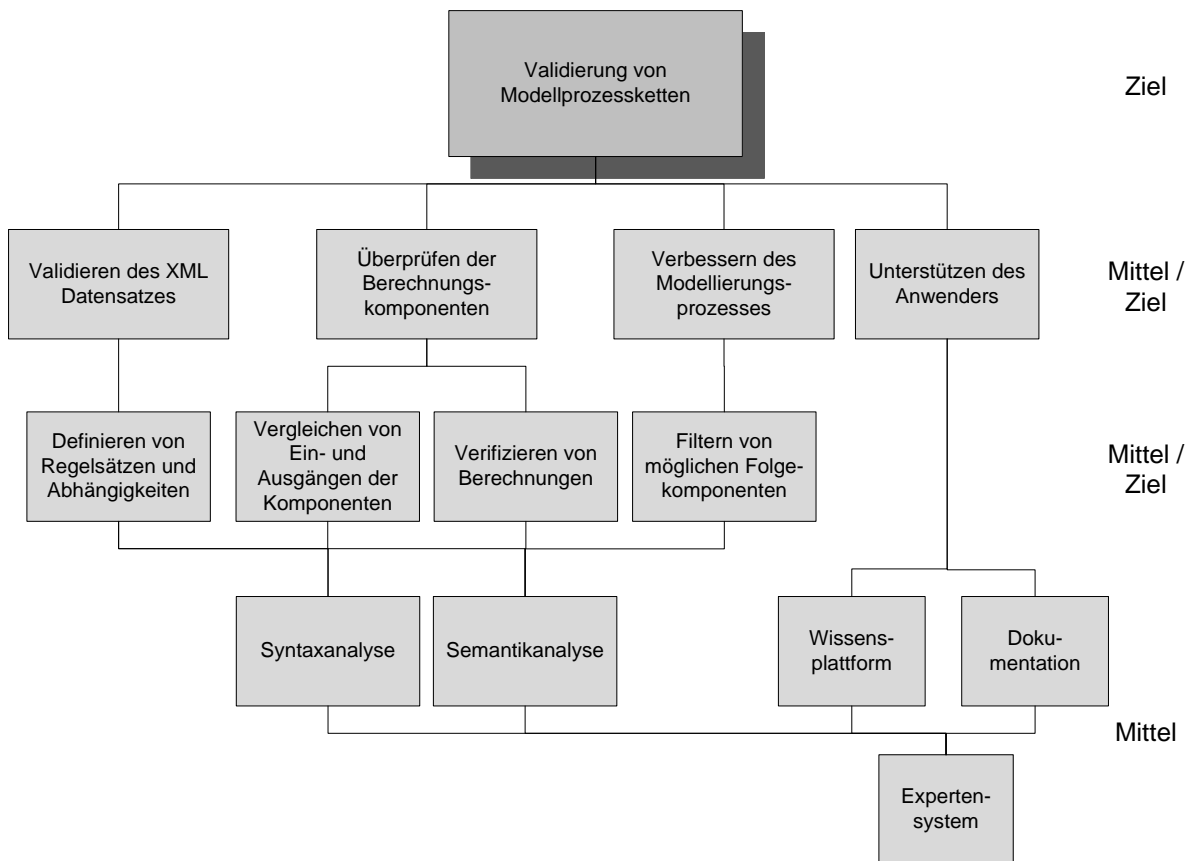 Validierung von
Modellprozessketten
Ziel
Validieren des XML
Datensatzes
Überprüfen der
Berechnungs-
komponenten
Verbessern des
Modellierungs-
prozesses
Unterstützen des
Anwenders
Mittel /
Ziel
Definieren von
Regelsätzen und
Abhängigkeiten
Vergleichen von
Ein- und
Ausgängen der
Komponenten
Verifizieren von
Berechnungen
Filtern von
möglichen Folge-
komponenten
Mittel /
Ziel
Syntaxanalyse
Semantikanalyse
Wissens-
plattform
Doku-
mentation
Mittel
Experten-
system